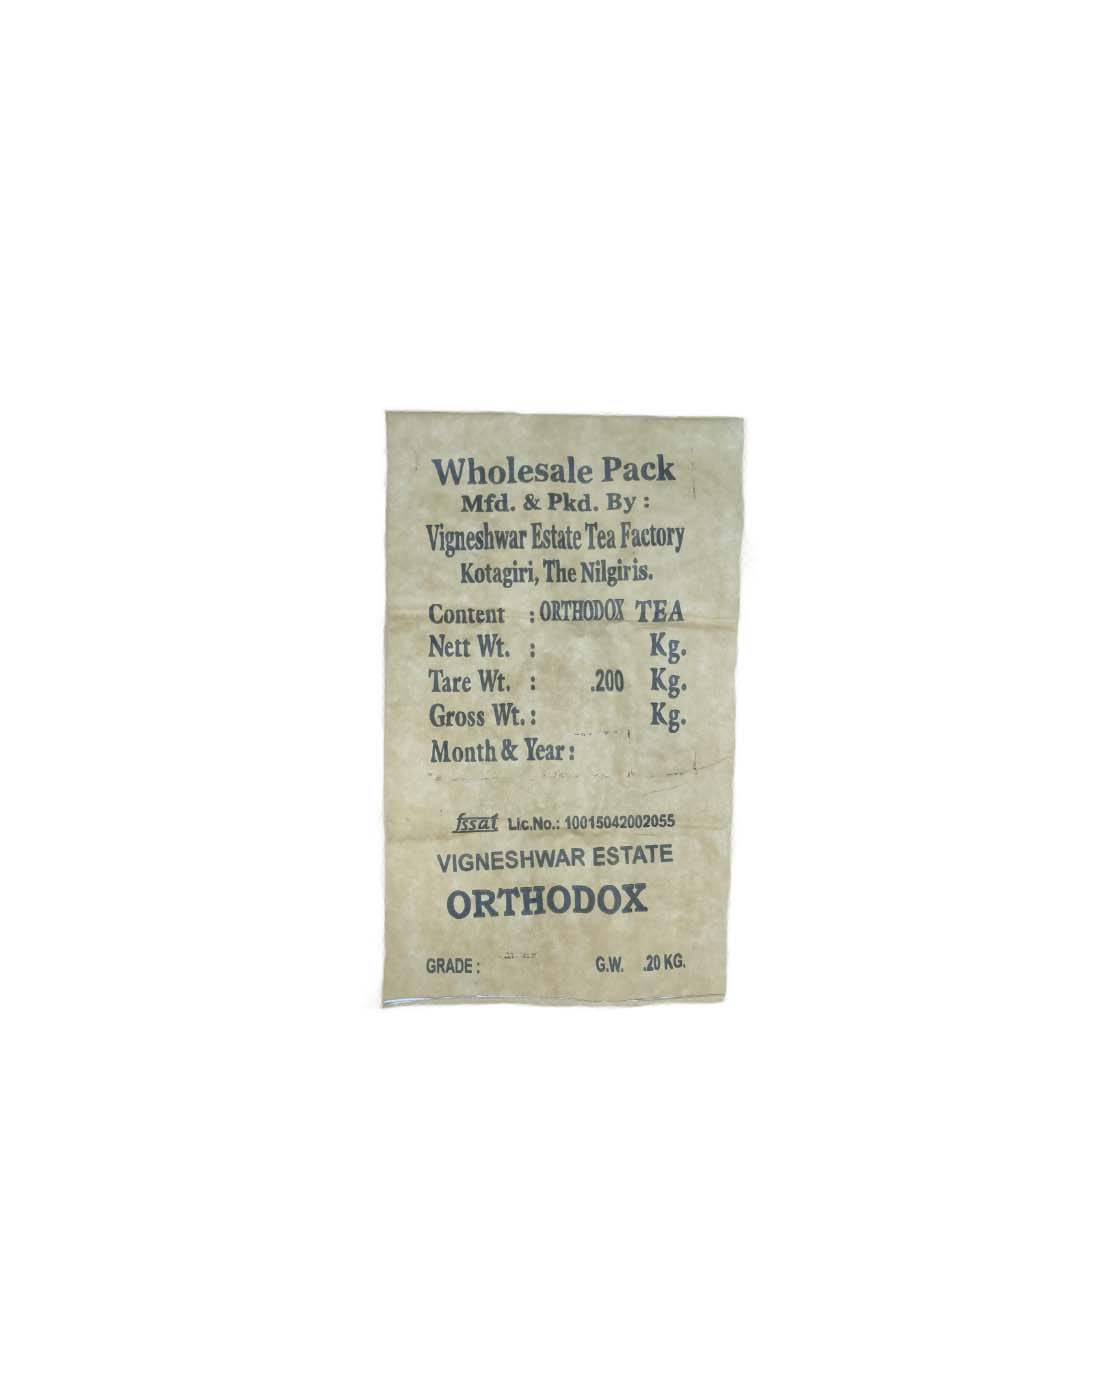 Wholesale Pack
Mfd. & Pkd. By :
Vigneshwar Estate Tea Factory
Kotagiri, The Nilgiris.
Content : ORTHODOX TEA
Nett Wt. : Kg.
Tare Wt. : .200 Kg.
Gross Wt. : Kg.
Month & Year :
fssai Lic.No.: 10015042002055
VIGNESHWAR ESTATE
ORTHODOX
GRADE : G.W. .20 KG.